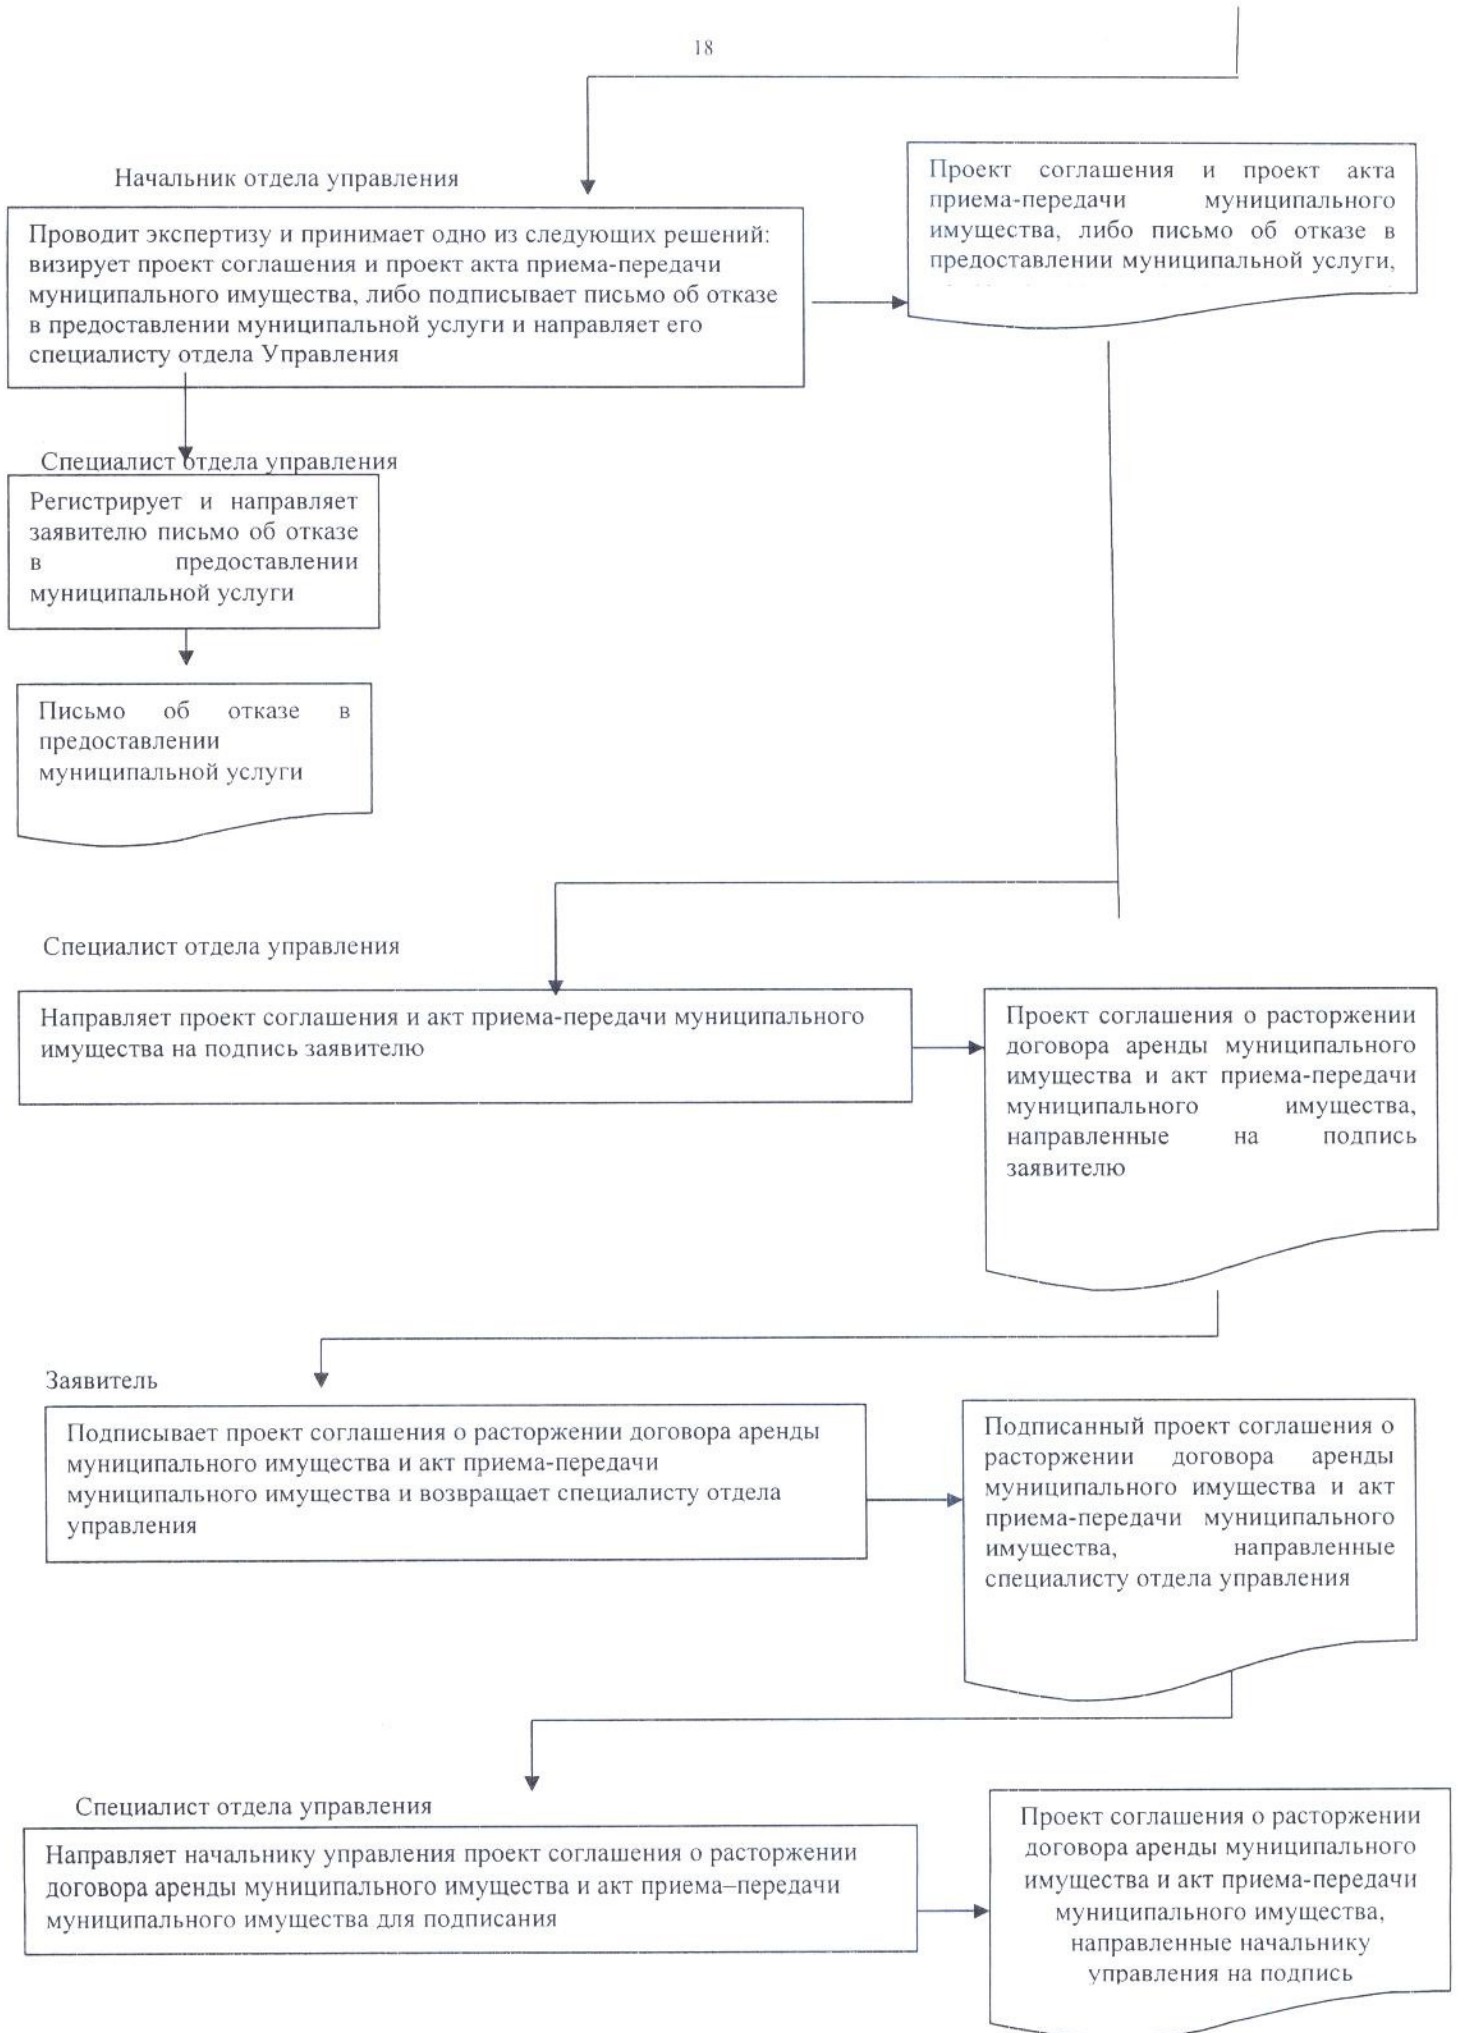 18
Начальник отдела управления
Проводит экспертизу и принимает одно из следующих решений:
визирует проект соглашения и проект акта приема-передачи
муниципального имущества, либо подписывает письмо об отказе
в предоставлении муниципальной услуги и направляет его
специалисту отдела Управления
Проект соглашения и проект акта
приема-передачи муниципального
имущества, либо письмо об отказе в
предоставлении муниципальной услуги,
Специалист отдела управления
Регистрирует и направляет
заявителю письмо об отказе
в предоставлении
муниципальной услуги
Письмо об отказе в
предоставлении
муниципальной услуги
Специалист отдела управления
Направляет проект соглашения и акт приема-передачи муниципального
имущества на подпись заявителю
Проект соглашения о расторжении
договора аренды муниципального
имущества и акт приема-передачи
муниципального имущества,
направленные на подпись
заявителю
Заявитель
Подписывает проект соглашения о расторжении договора аренды
муниципального имущества и акт приема-передачи
муниципального имущества и возвращает специалисту отдела
управления
Подписанный проект соглашения о
расторжении договора аренды
муниципального имущества и акт
приема-передачи муниципального
имущества, направленные
специалисту отдела управления
Специалист отдела управления
Направляет начальнику управления проект соглашения о расторжении
договора аренды муниципального имущества и акт приема–передачи
муниципального имущества для подписания
Проект соглашения о расторжении
договора аренды муниципального
имущества и акт приема-передачи
муниципального имущества,
направленные начальнику
управления на подпись